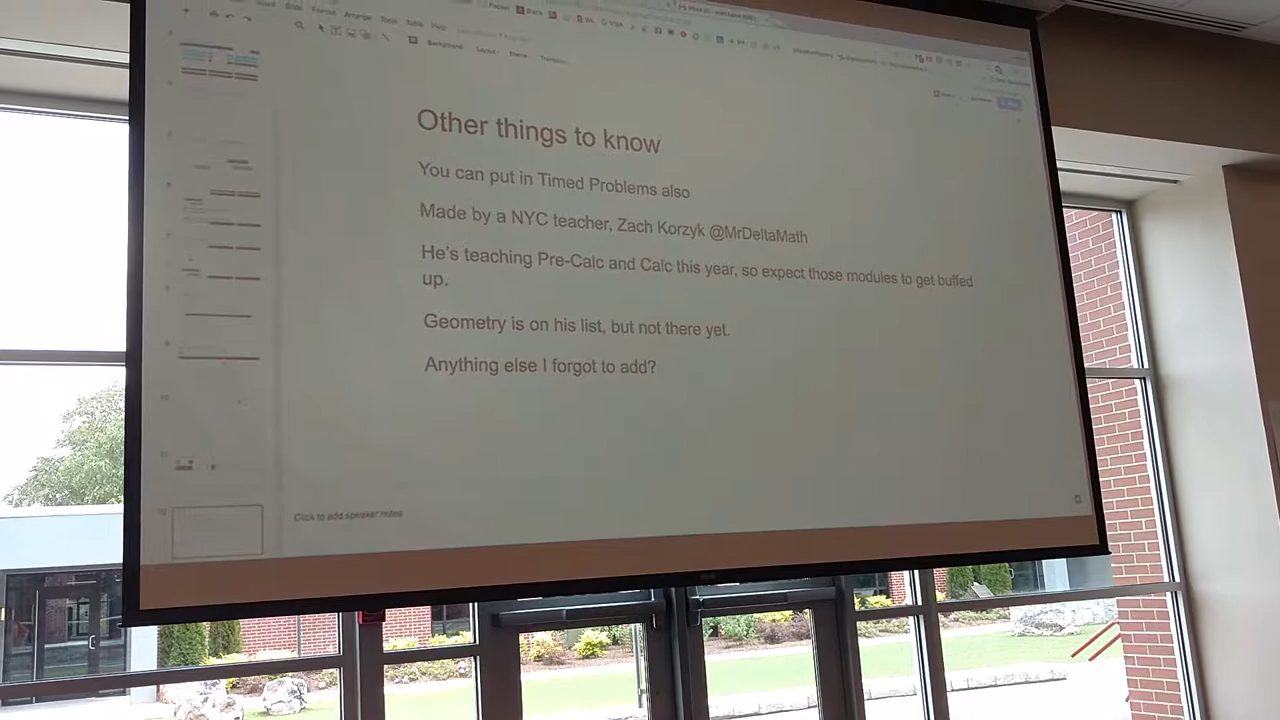 Other things to know
You can put in Timed Problems also
Made by a NYC teacher, Zach Korzyk @MrDeltaMath
He's teaching Pre-Calc and Calc this year, so expect those modules to get buffed
up.
Geometry is on his list, but not there yet.
Anything else I forgot to add?
Click to add speaker notes